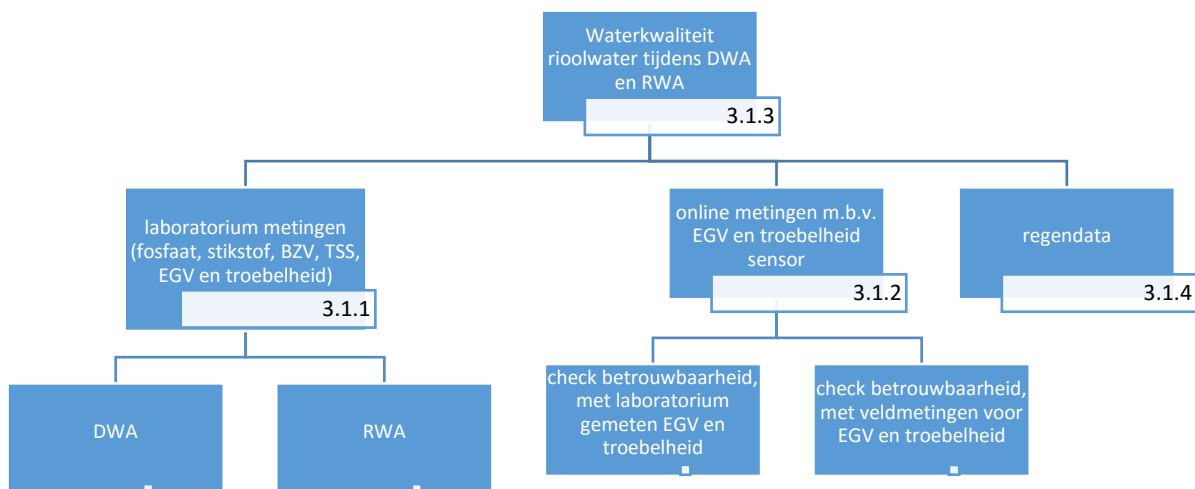 Waterkwaliteit
rioolwater tijdens DWA
en RWA
3.1.3
laboratorium metingen
(fosfaat, stikstof, BZV, TSS,
EGV en troebelheid)
3.1.1
online metingen m.b.v.
EGV en troebelheid
sensor
3.1.2
regendata
3.1.4
DWA
RWA
check betrouwbaarheid,
met laboratorium
gemeten EGV en
troebelheid
check betrouwbaarheid,
met veldmetingen voor
EGV en troebelheid